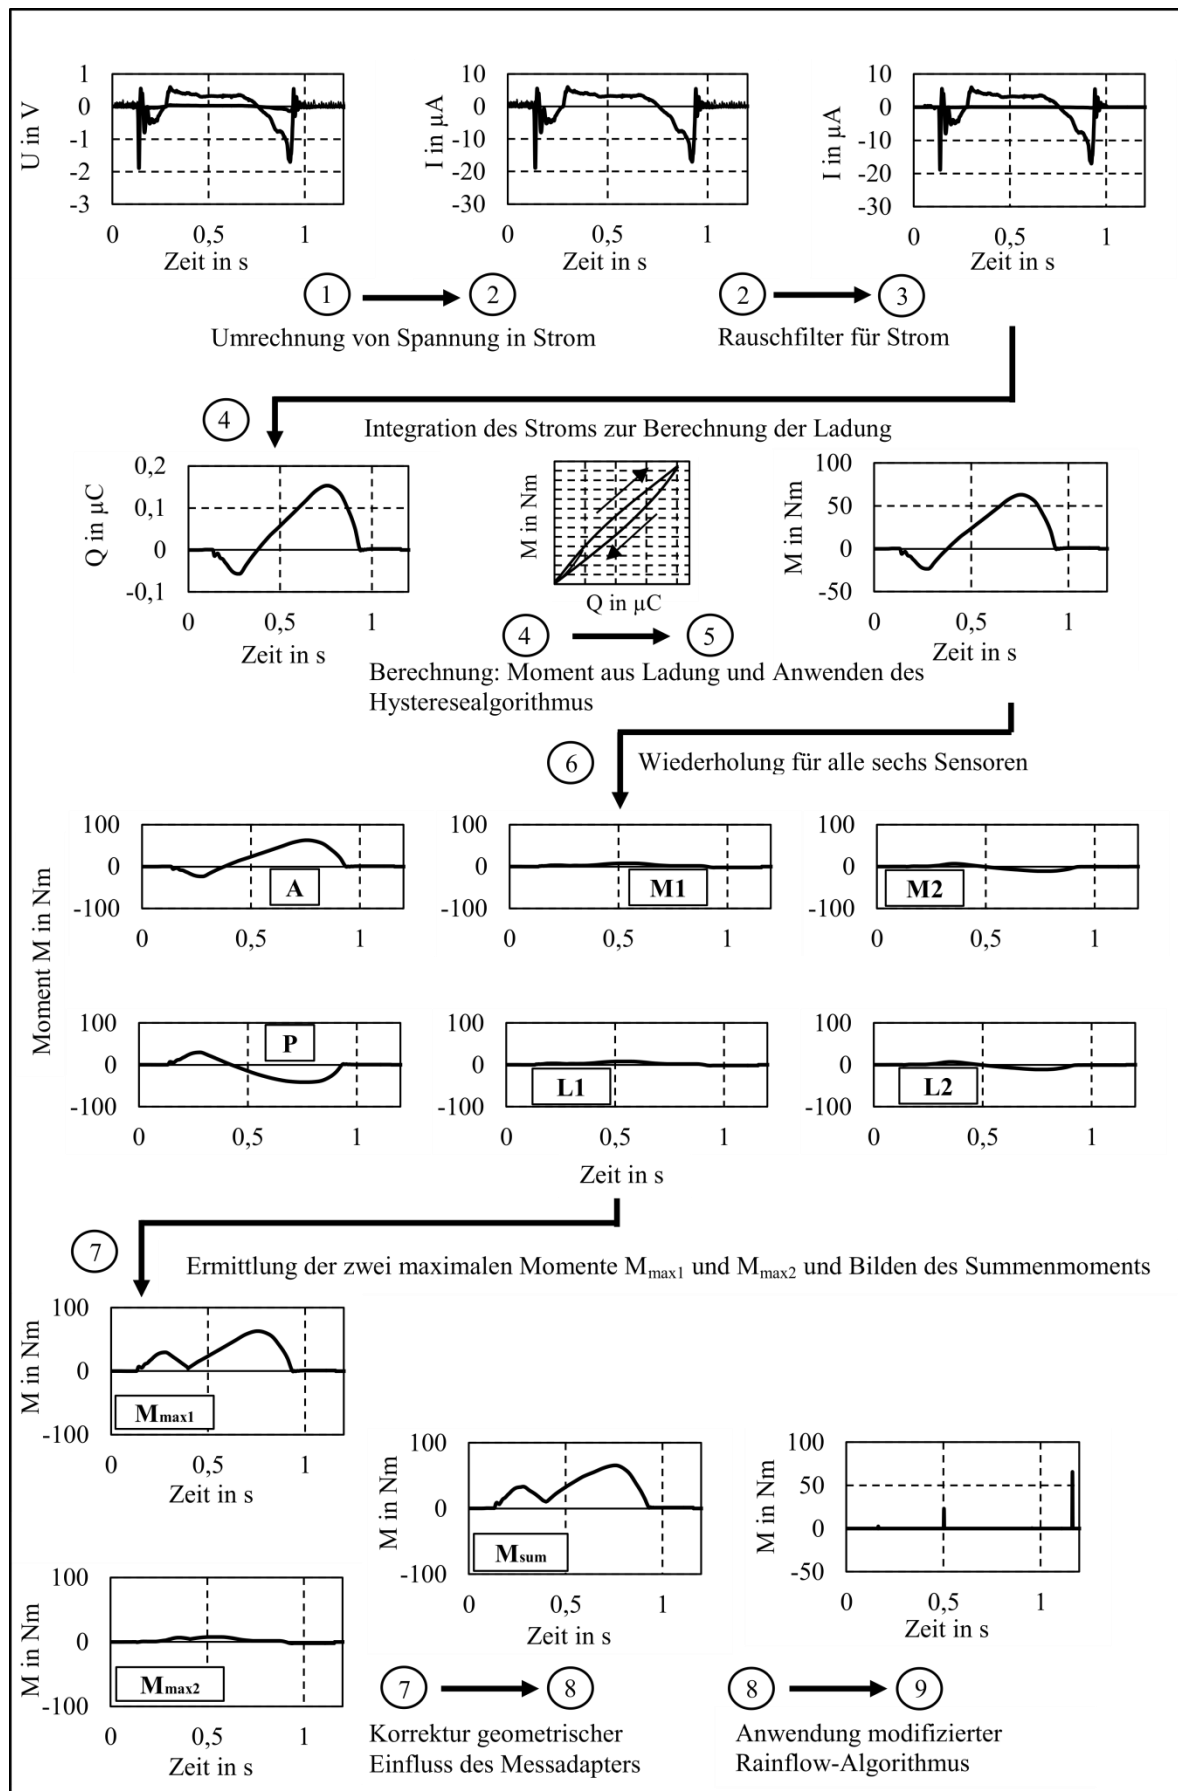 U in V
1
0
-1
-2
-3
0 0,5 1
Zeit in s
I in µA
10
0
-10
-20
-30
0 0,5 1
Zeit in s
I in µA
10
0
-10
-20
-30
0 0,5 1
Zeit in s
1 2
Umrechnung von Spannung in Strom
2 3
Rauschfilter für Strom
4
Integration des Stroms zur Berechnung der Ladung
Q in µC
0,2
0,1
0
-0,1
0 0,5 1
Zeit in s
M in Nm
Q in µC
M in Nm
100
50
0
-50
0 0,5 1
Zeit in s
4 5
Berechnung: Moment aus Ladung und Anwenden des
Hysteresealgorithmus
6
Wiederholung für alle sechs Sensoren
Moment M in Nm
100
0
-100
A
0 0,5 1
100
0
-100
M1
0 0,5 1
100
0
-100
M2
0 0,5 1
100
0
-100
P
0 0,5 1
100
0
-100
L1
0 0,5 1
100
0
-100
L2
0 0,5 1
Zeit in s
7
Ermittlung der zwei maximalen Momente Mmax1 und Mmax2 und Bilden des Summenmoments
M in Nm
100
0
-100
Mmax1
0 0,5 1
Zeit in s
M in Nm
100
0
-100
Msum
0 0,5 1
Zeit in s
M in Nm
100
50
0
-50
0 0,5 1
Zeit in s
M in Nm
100
0
-100
Mmax2
0 0,5 1
Zeit in s
7 8
Korrektur geometrischer
Einfluss des Messadapters
8 9
Anwendung modifizierter
Rainflow-Algorithmus